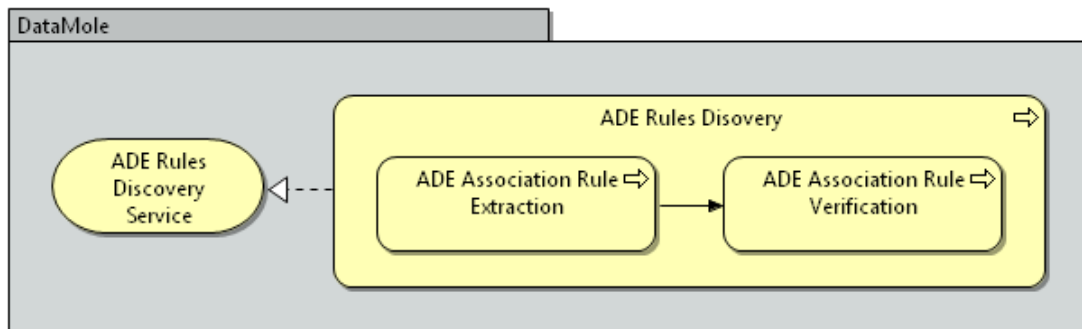 DataMole
ADE Rules Disovery
ADE Rules
Discovery
Service
ADE Association Rule
Extraction
ADE Association Rule
Verification